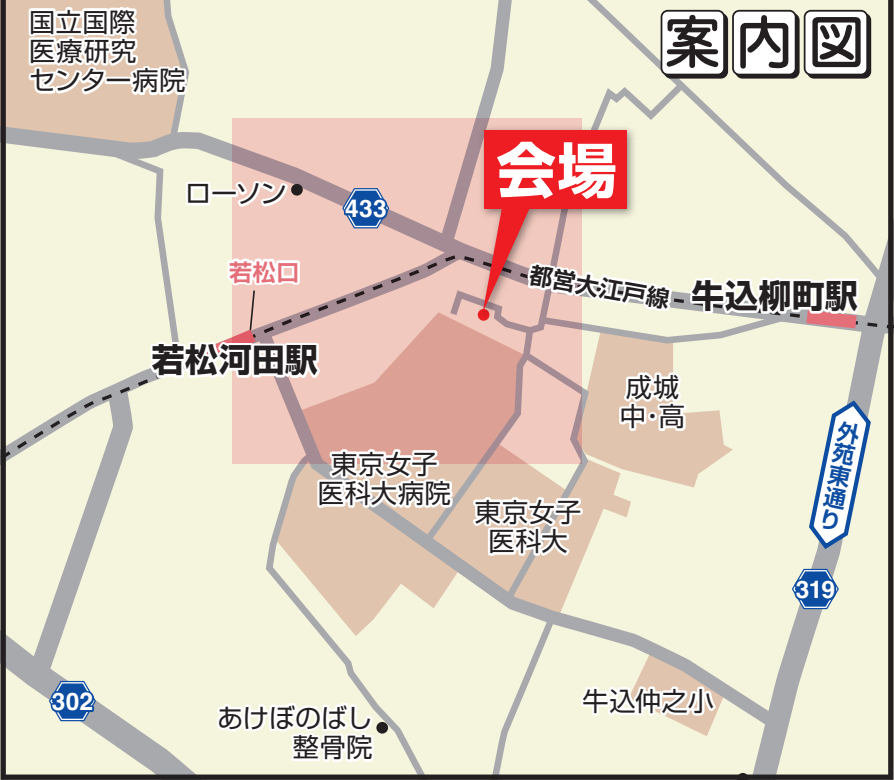 国立国際
医療研究
センター病院
案内図
会場
ローソン
433
若松口
都営大江戸線
牛込柳町駅
若松河田駅
成城
中・高
外苑東通り
東京女子
医科大病院
東京女子
医科大
319
302
牛込仲之小
あけぼのばし
整骨院